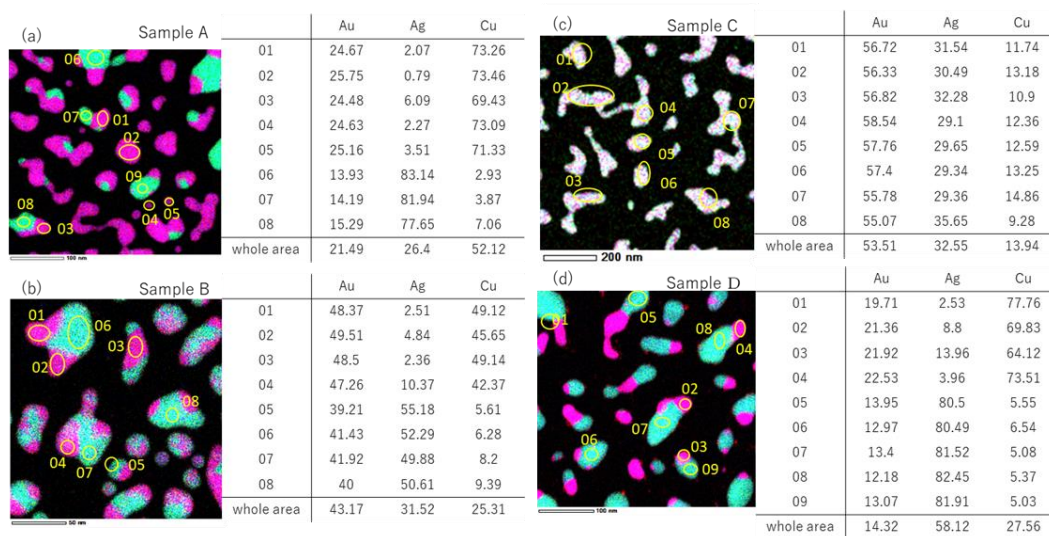 (a) Sample A
06
07 01
02
09
08 04 05
03
100 nm
Au Ag Cu
01 24.67 2.07 73.26
02 25.75 0.79 73.46
03 24.48 6.09 69.43
04 24.63 2.27 73.09
05 25.16 3.51 71.33
06 13.93 83.14 2.93
07 14.19 81.94 3.87
08 15.29 77.65 7.06
whole area 21.49 26.4 52.12
(c) Sample C
01
02
04 07
05
03 06
08
200 nm
Au Ag Cu
01 56.72 31.54 11.74
02 56.33 30.49 13.18
03 56.82 32.28 10.9
04 58.54 29.1 12.36
05 57.76 29.65 12.59
06 57.4 29.34 13.25
07 55.78 29.36 14.86
08 55.07 35.65 9.28
whole area 53.51 32.55 13.94
(b) Sample B
01 06
03
02
08
04
07 05
50 nm
Au Ag Cu
01 48.37 2.51 49.12
02 49.51 4.84 45.65
03 48.5 2.36 49.14
04 47.26 10.37 42.37
05 39.21 55.18 5.61
06 41.43 52.29 6.28
07 41.92 49.88 8.2
08 40 50.61 9.39
whole area 43.17 31.52 25.31
(d) Sample D
01 05 08
04
02
07
06 03
09
100 nm
Au Ag Cu
01 19.71 2.53 77.76
02 21.36 8.8 69.83
03 21.92 13.96 64.12
04 22.53 3.96 73.51
05 13.95 80.5 5.55
06 12.97 80.49 6.54
07 13.4 81.52 5.08
08 12.18 82.45 5.37
09 13.07 81.91 5.03
whole area 14.32 58.12 27.56